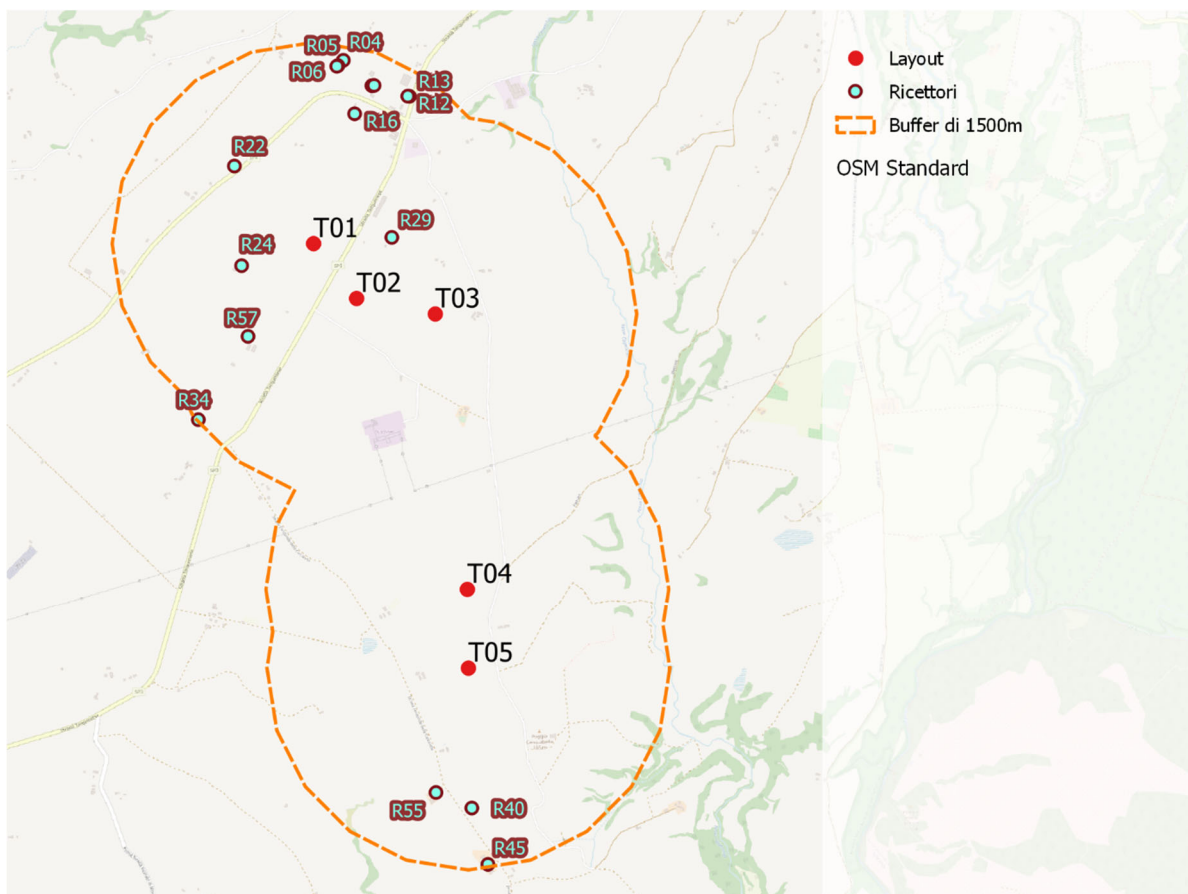 R05
R04
R06
R13
R12
R16
R22
R29
T01
R24
T02
T03
R57
R34
T04
T05
R55
R40
R45
Layout
Ricettori
Buffer di 1500m
OSM Standard